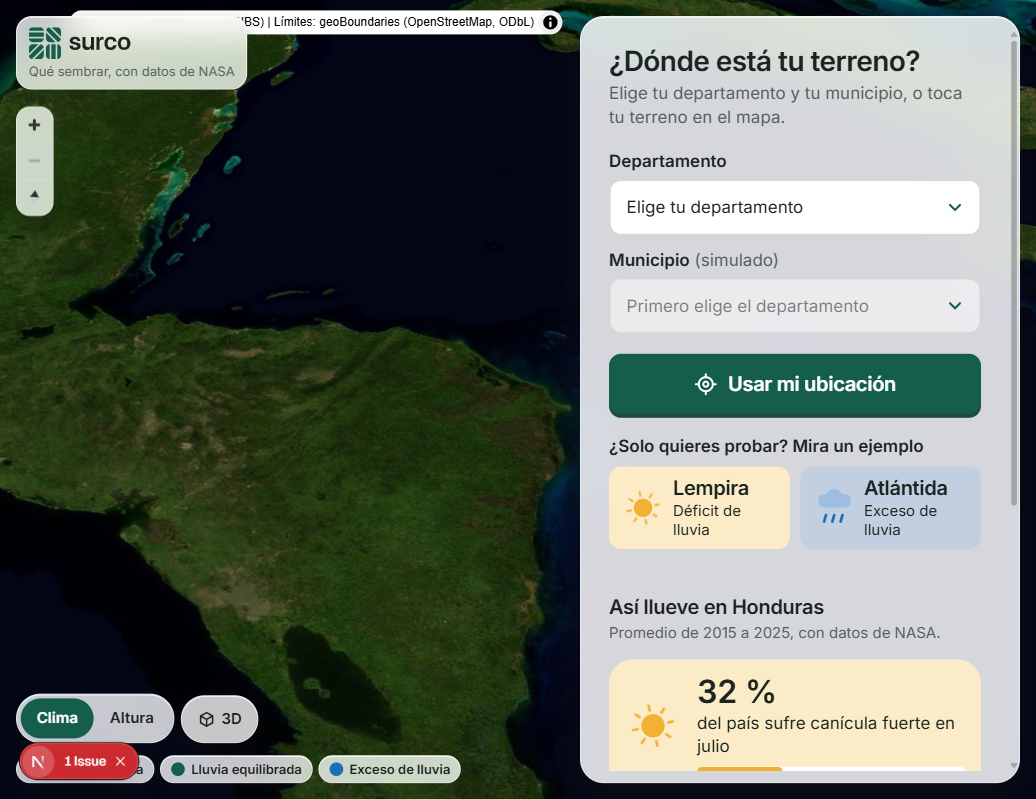 IBS) | Límites: geoBoundaries (OpenStreetMap, ODbL)
surco
Qué sembrar, con datos de NASA
¿Dónde está tu terreno?
Elige tu departamento y tu municipio, o toca
tu terreno en el mapa.
Departamento
Elige tu departamento
Municipio (simulado)
Primero elige el departamento
Usar mi ubicación
¿Solo quieres probar? Mira un ejemplo
Lempira
Déficit de
lluvia
Atlántida
Exceso de
lluvia
Así llueve en Honduras
Promedio de 2015 a 2025, con datos de NASA.
32 %
del país sufre canícula fuerte en
julio
Clima
Altura
3D
N
1 Issue
a
Lluvia equilibrada
Exceso de lluvia